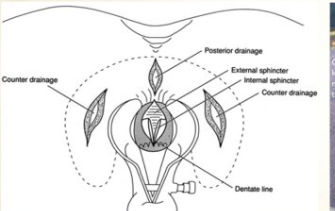 Posterior drainage
External sphincter
Internal sphincter
Counter drainage
Counter drainage
Dentate line